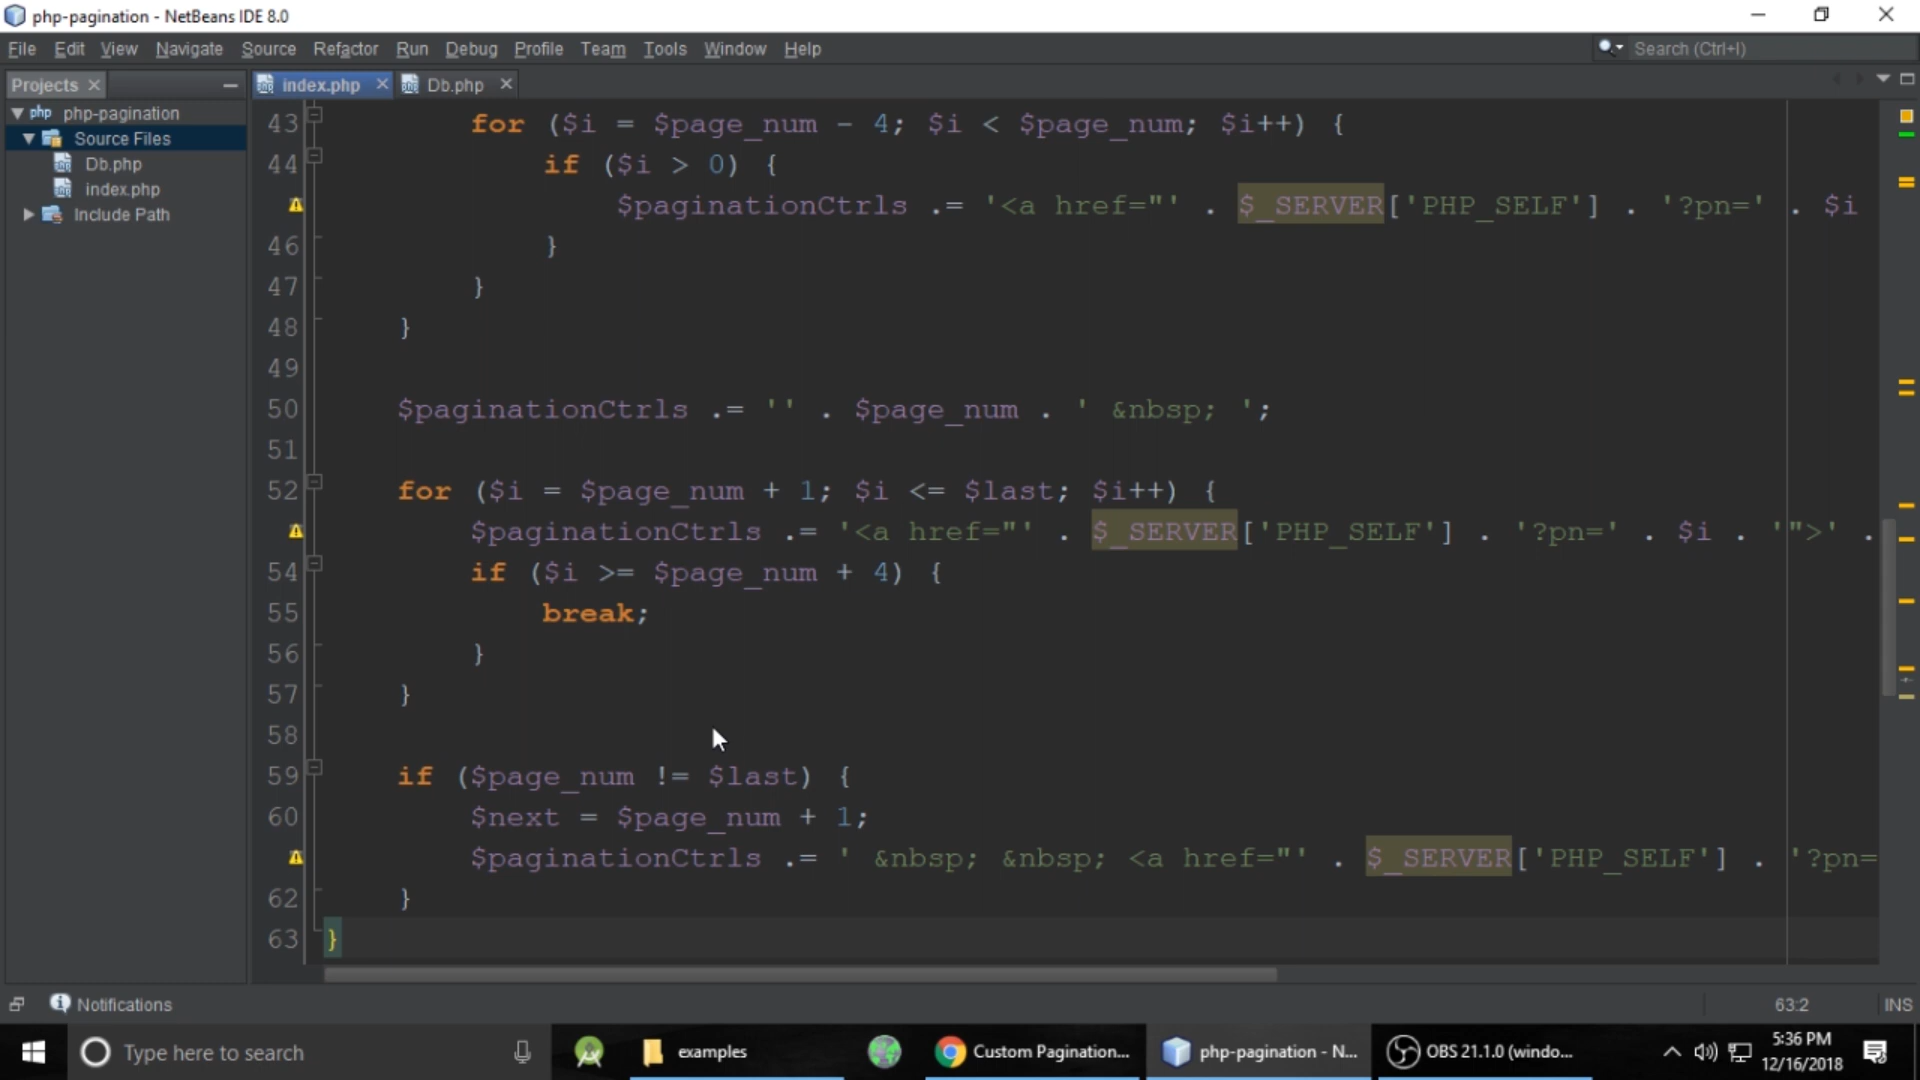 php-pagination - NetBeans IDE 8.0
File Edit View Navigate Source Refactor Run Debug Profile Team Tools Window Help Search (Ctrl+I)
Projects index.php Db.php
php php-pagination
Source Files
Db.php
index.php
Include Path
43 for ($i = $page_num - 4; $i < $page_num; $i++) {
44 if ($i > 0) {
$paginationCtrls .= '<a href="' . $_SERVER['PHP_SELF'] . '?pn=' . $i
46 }
47 }
48 }
49
50 $paginationCtrls .= '' . $page_num . ' &nbsp; ';
51
52 for ($i = $page_num + 1; $i <= $last; $i++) {
$paginationCtrls .= '<a href="' . $_SERVER['PHP_SELF'] . '?pn=' . $i . '">' .
54 if ($i >= $page_num + 4) {
55 break;
56 }
57 }
58
59 if ($page_num != $last) {
60 $next = $page_num + 1;
$paginationCtrls .= ' &nbsp; &nbsp; <a href="' . $_SERVER['PHP_SELF'] . '?pn=
62 }
63 }
Notifications 63:2 INS
Type here to search examples Custom Pagination... php-pagination - N... OBS 21.1.0 (windo... 5:36 PM
12/16/2018